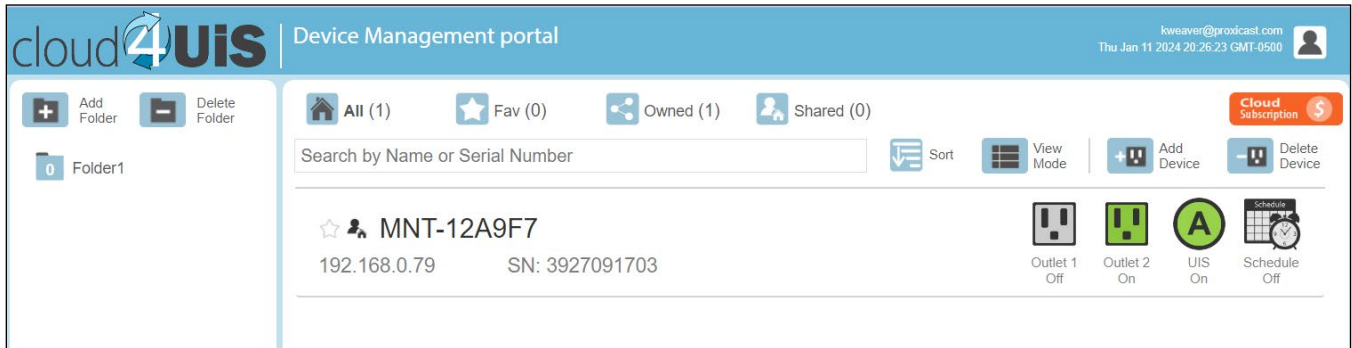 cloud4UiS
Device Management portal
kweaver@proxicast.com
Thu Jan 11 2024 20:26:23 GMT-0500
Add
Folder
Delete
Folder
0 Folder1
All (1)
Fav (0)
Owned (1)
Shared (0)
Cloud
Subscription $
Search by Name or Serial Number
Sort
View
Mode
Add
Device
Delete
Device
MNT-12A9F7
192.168.0.79
SN: 3927091703
Outlet 1
Off
Outlet 2
On
A
UIS
On
Schedule
Schedule
Off